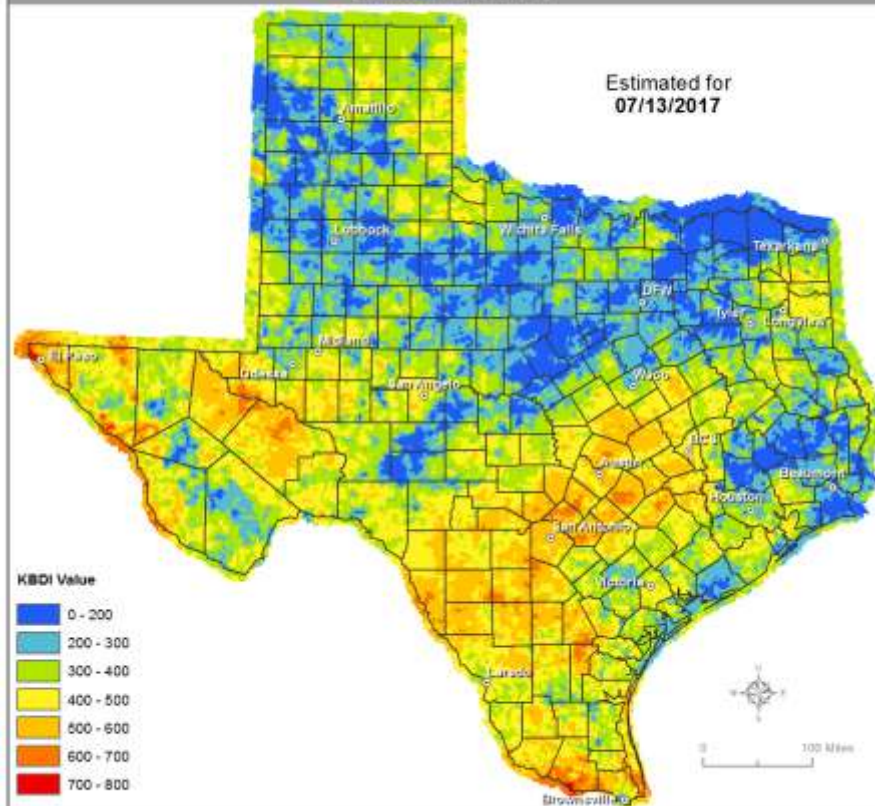 Estimated for
07/13/2017
Amarillo
Lubbock
Wichita Falls
Texarkana
DFW
Tyler
Longview
El Paso
Midland
Odessa
San Angelo
Waco
BCS
Austin
Beaumont
Houston
San Antonio
Victoria
Laredo
Brownsville
KBDI Value
0 - 200
200 - 300
300 - 400
400 - 500
500 - 600
600 - 700
700 - 800
0 100 Miles